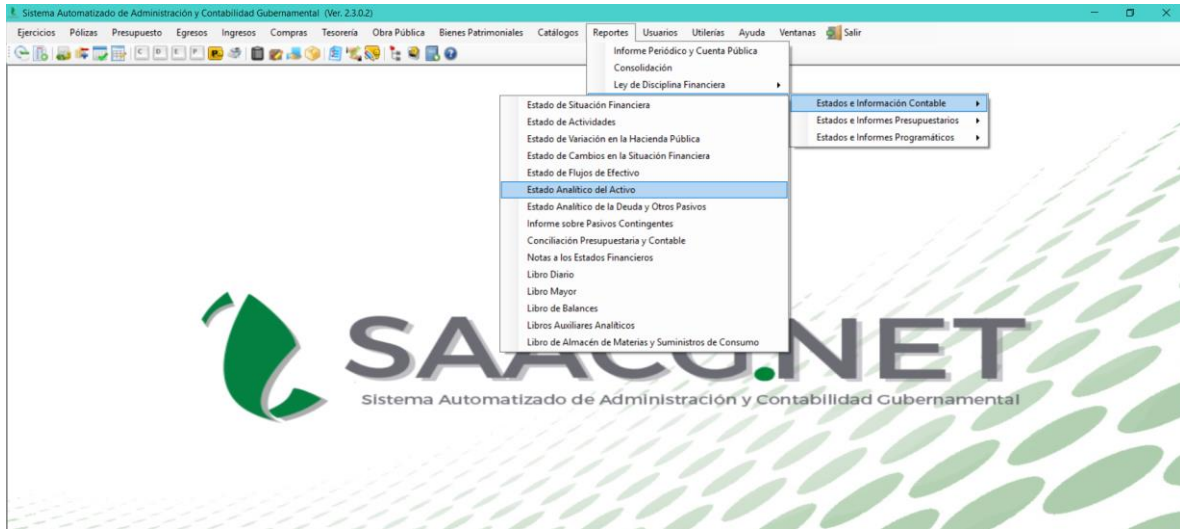 Sistema Automatizado de Administración y Contabilidad Gubernamental (Ver. 2.3.0.2)
Ejercicios Pólizas Presupuesto Egresos Ingresos Compras Tesorería Obra Pública Bienes Patrimoniales Catálogos Reportes Usuarios Utilerías Ayuda Ventanas Salir
C D E P P
Informe Periódico y Cuenta Pública
Consolidación
Ley de Disciplina Financiera
Estados e Información Contable
Estados e Informes Presupuestarios
Estados e Informes Programáticos
Estado de Situación Financiera
Estado de Actividades
Estado de Variación en la Hacienda Pública
Estado de Cambios en la Situación Financiera
Estado de Flujos de Efectivo
Estado Analítico del Activo
Estado Analítico de la Deuda y Otros Pasivos
Informe sobre Pasivos Contingentes
Conciliación Presupuestaria y Contable
Notas a los Estados Financieros
Libro Diario
Libro Mayor
Libro de Balances
Libros Auxiliares Analíticos
Libro de Almacén de Materias y Suministros de Consumo
SAACG.NET
Sistema Automatizado de Administración y Contabilidad Gubernamental